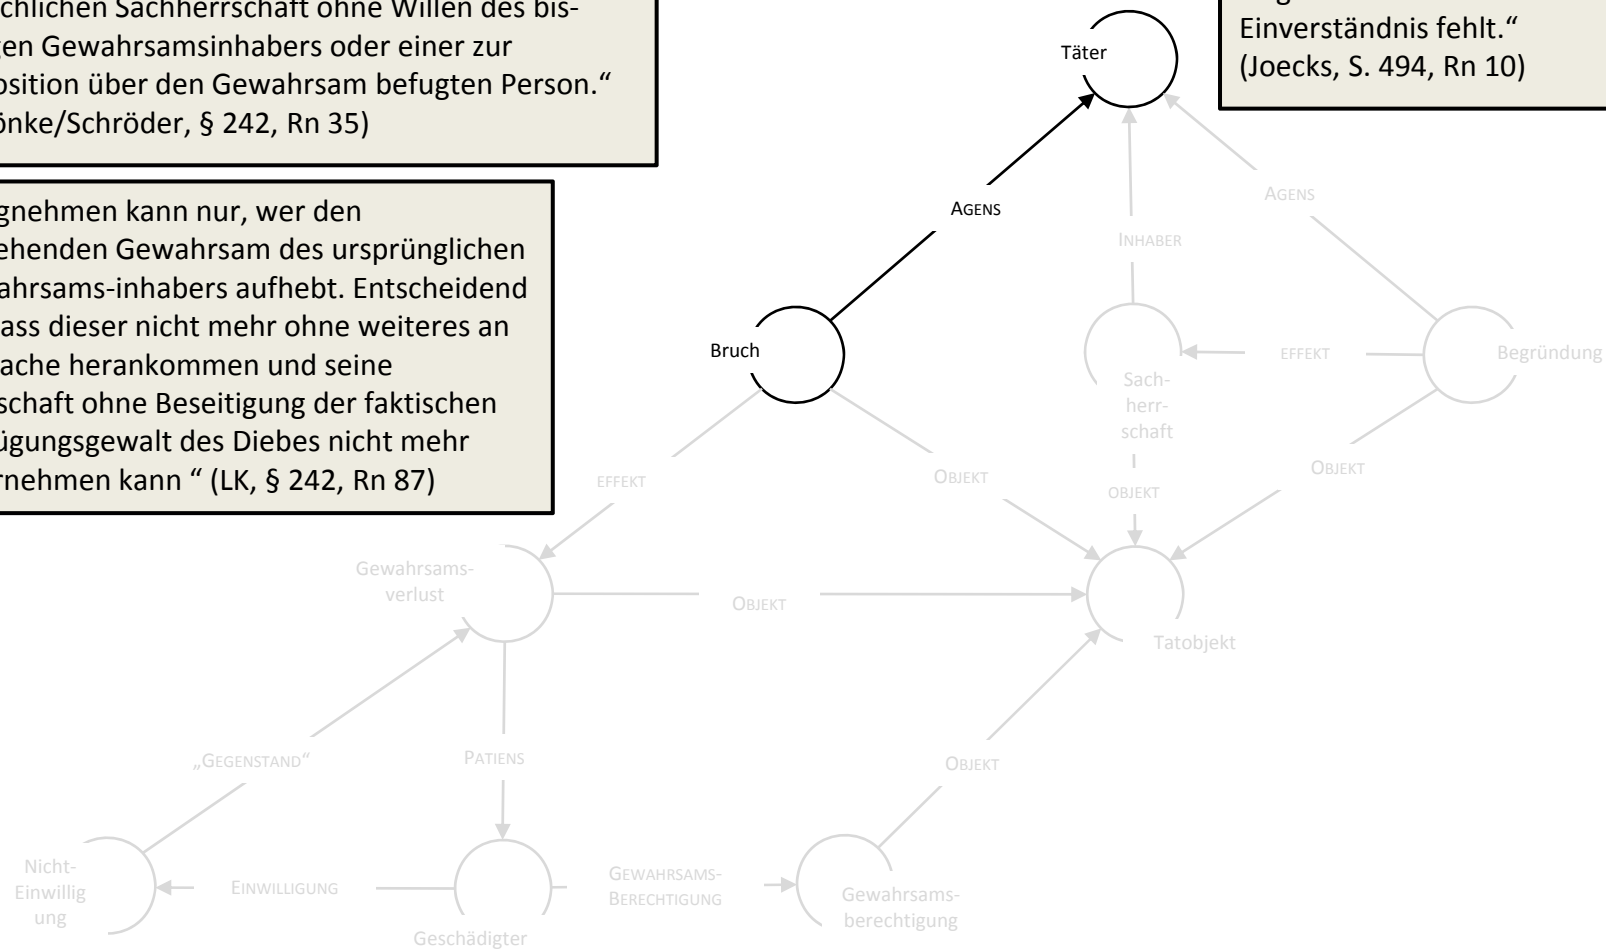 chlichen Sachherrschaft ohne Willen des bis-
gen Gewahrsamsinhabers oder einer zur
osition über den Gewahrsam befugten Person.“
önke/Schröder, § 242, Rn 35)
gnehmen kann nur, wer den
ehenden Gewahrsam des ursprünglichen
ahrsams-inhabers aufhebt. Entscheidend
ass dieser nicht mehr ohne weiteres an
ache herankommen und seine
schaft ohne Beseitigung der faktischen
ügungsgewalt des Diebes nicht mehr
rnehmen kann “ (LK, § 242, Rn 87)
Einverständnis fehlt.“
(Joecks, S. 494, Rn 10)
Täter
AGENS
AGENS
INHABER
Bruch
EFFEKT
Begründung
Sach-
herr-
schaft
EFFEKT
OBJEKT
OBJEKT
OBJEKT
Gewahrsams-
verlust
OBJEKT
Tatobjekt
„GEGENSTAND“
PATIENS
OBJEKT
Nicht-
Einwillig
ung
EINWILLIGUNG
Geschädigter
GEWAHRSAMS-
BERECHTIGUNG
Gewahrsams-
berechtigung